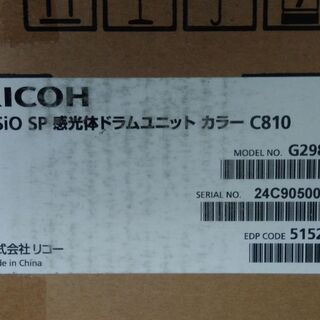 RICOH
SiO SP 感光体ドラムユニット カラー C810
MODEL NO. G298
SERIAL NO. 24C90500
EDP CODE 5152
式会社 リコー
de in China